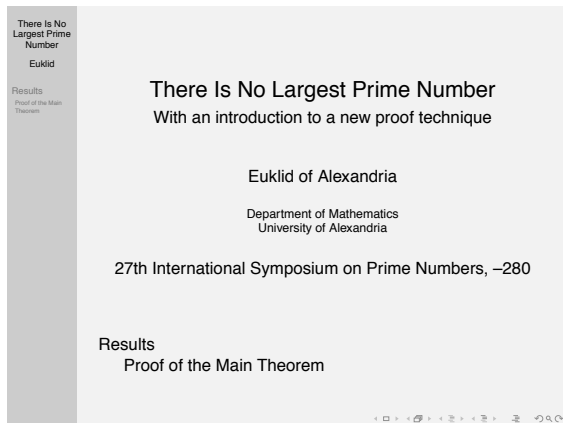 There Is No
Largest Prime
Number
Euklid
Results
Proof of the Main
Theorem
There Is No Largest Prime Number
With an introduction to a new proof technique
Euklid of Alexandria
Department of Mathematics
University of Alexandria
27th International Symposium on Prime Numbers, –280
Results
Proof of the Main Theorem